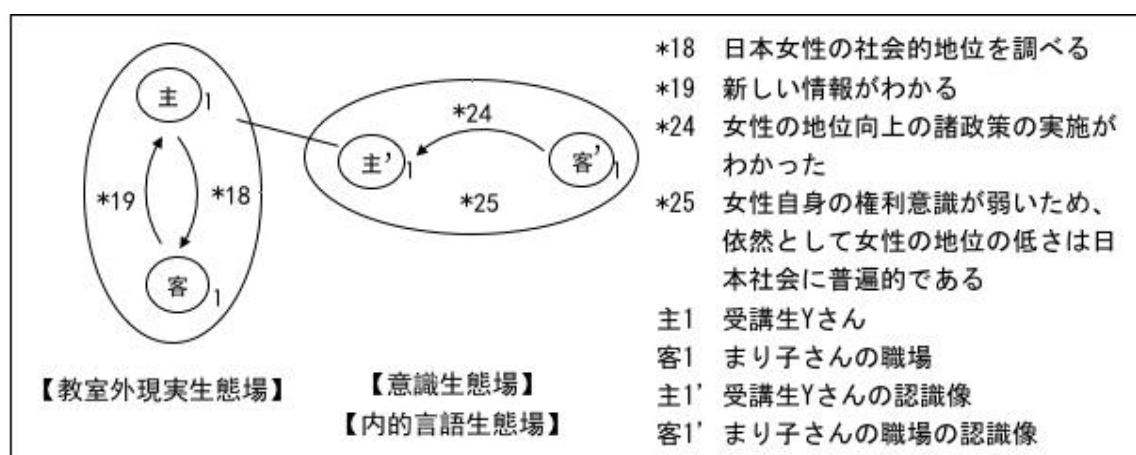 主 1
*19
*18
客 1
【教室外現実生態場】
*24
主' 1
客' 1
*25
【意識生態場】
【内的言語生態場】
*18 日本女性の社会的地位を調べる
*19 新しい情報がわかる
*24 女性の地位向上の諸政策の実施が
わかった
*25 女性自身の権利意識が弱いため、
依然として女性の地位の低さは日
本社会に普遍的である
主1 受講生Yさん
客1 まり子さんの職場
主1' 受講生Yさんの認識像
客1' まり子さんの職場の認識像